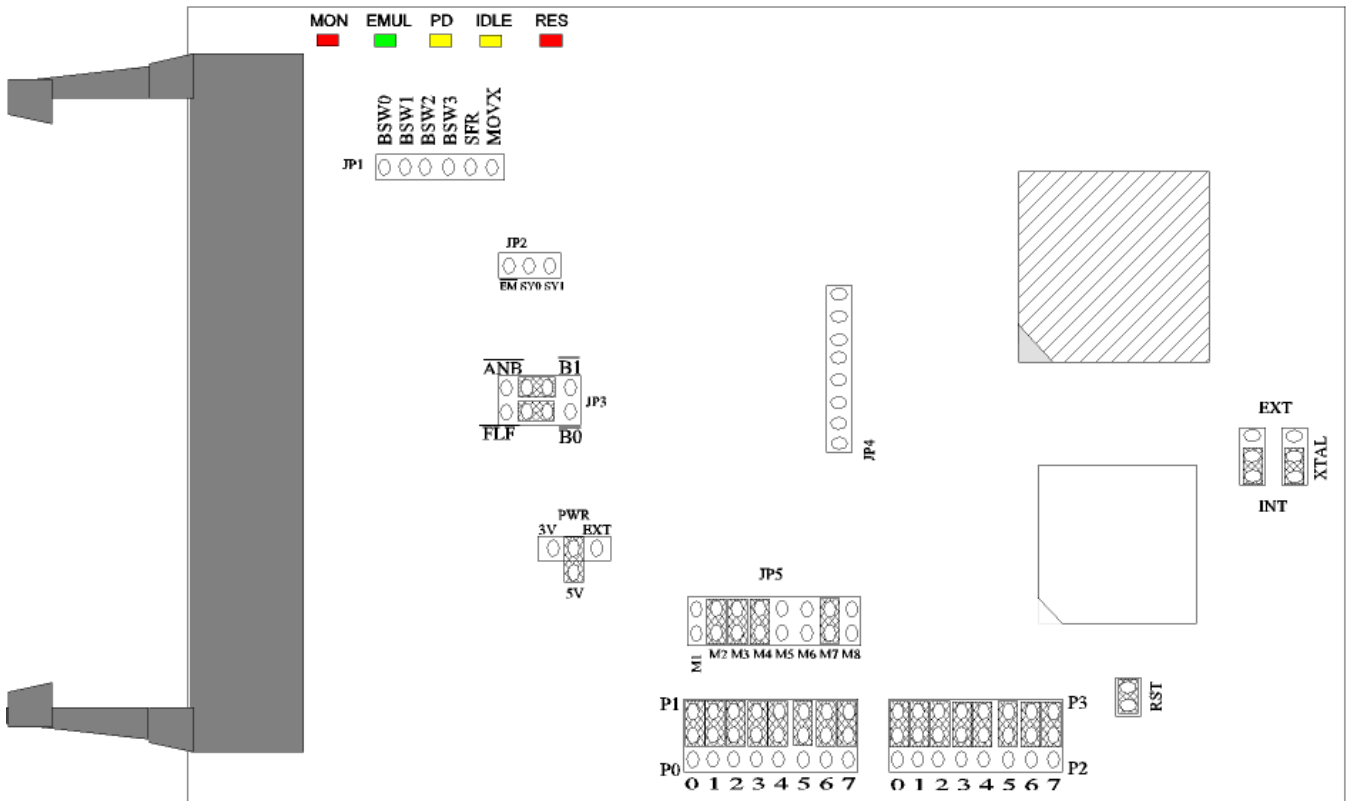 MON EMUL PD IDLE RES
BSW0
BSW1
BSW2
BSW3
SFR
MOVX
JP1
JP2
EM SY0 SY1
ANB B1
JP3
FLF B0
JP4
EXT
XTAL
INT
PWR
3V EXT
5V
JP5
M1 M2 M3 M4 M5 M6 M7 M8
RST
P1 P3
P0 P2
0 1 2 3 4 5 6 7 0 1 2 3 4 5 6 7